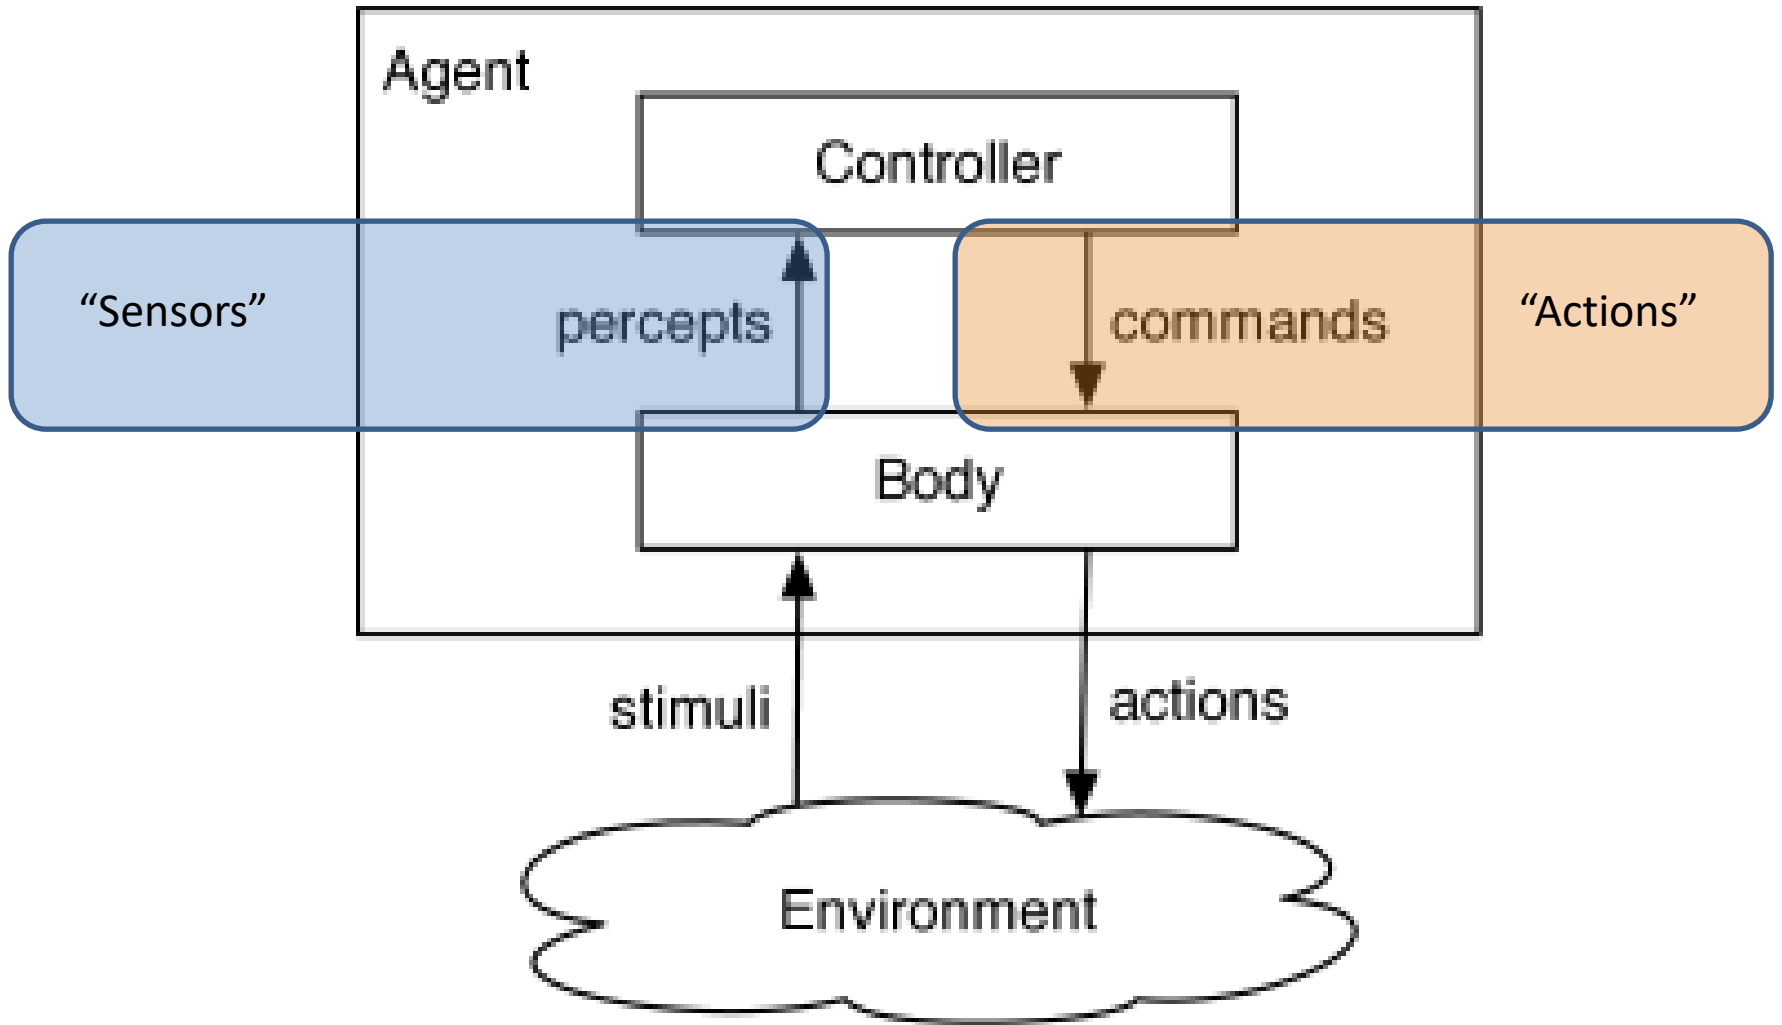 Agent
Controller
“Sensors”
percepts
commands
“Actions”
Body
stimuli
actions
Environment